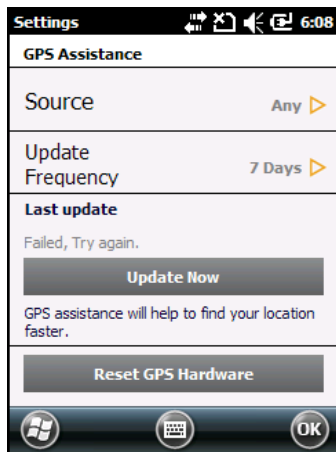 Settings 6:08
GPS Assistance
Source Any
Update
Frequency 7 Days
Last update
Failed, Try again.
Update Now
GPS assistance will help to find your location
faster.
Reset GPS Hardware
OK